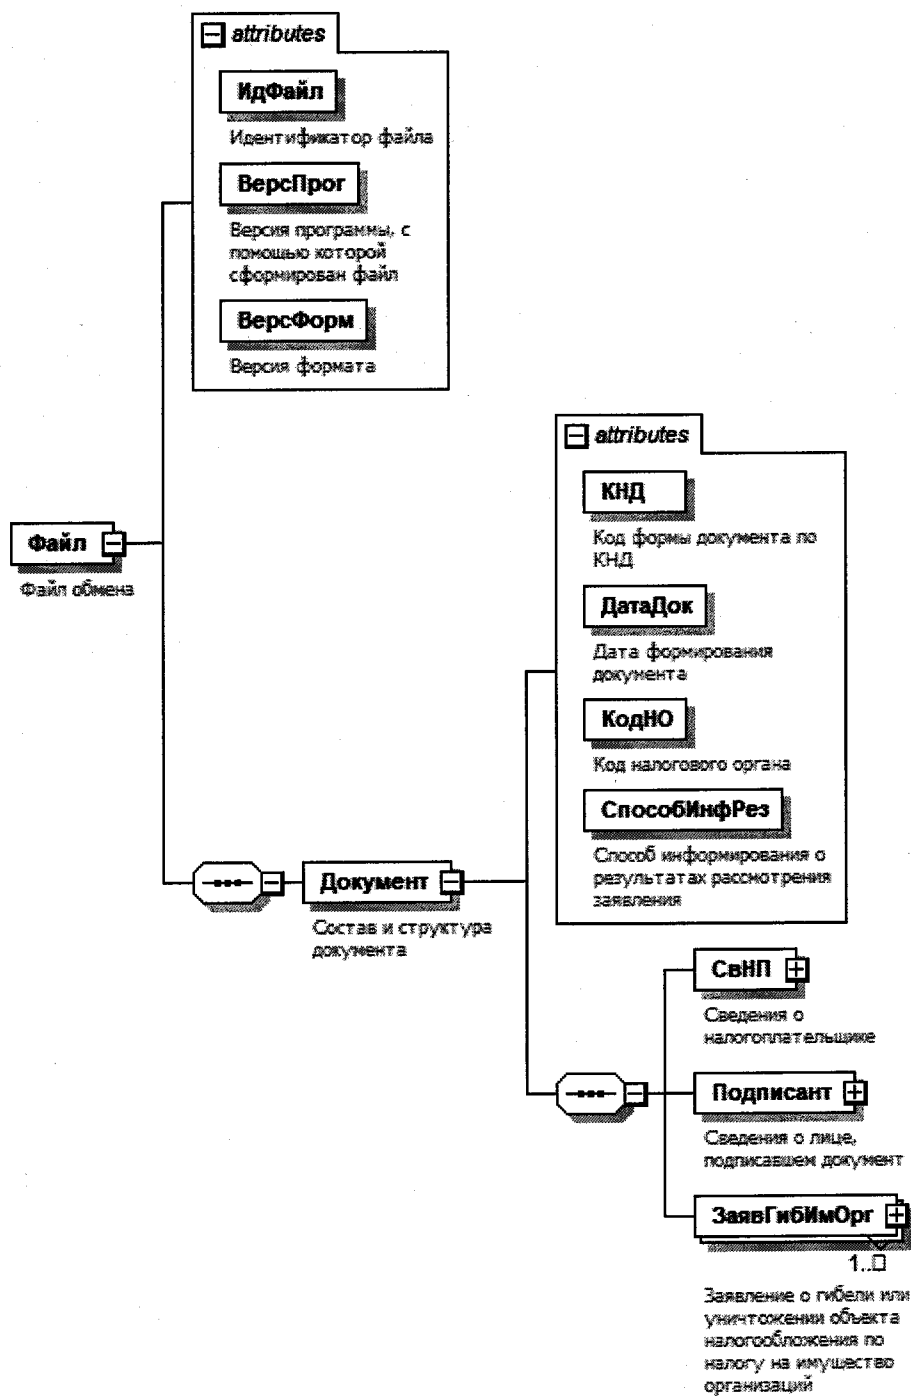 attributes
ИдФайл
Идентификатор файла
ВерсПрог
Версия программы, с
помощью которой
сформирован файл
ВерсФорм
Версия формата
Файл
Файл обмена
attributes
КНД
Код формы документа по
КНД
ДатаДок
Дата формирования
документа
КодНО
Код налогового органа
СпособИнфРез
Способ информирования о
результатах рассмотрения
заявления
Документ
Состав и структура
документа
СвНП
Сведения о
налогоплательщике
Подписант
Сведения о лице,
подписавшем документ
ЗаявГибИмОрг
1..□
Заявление о гибели или
уничтожении объекта
налогообложения по
налогу на имущество
организаций